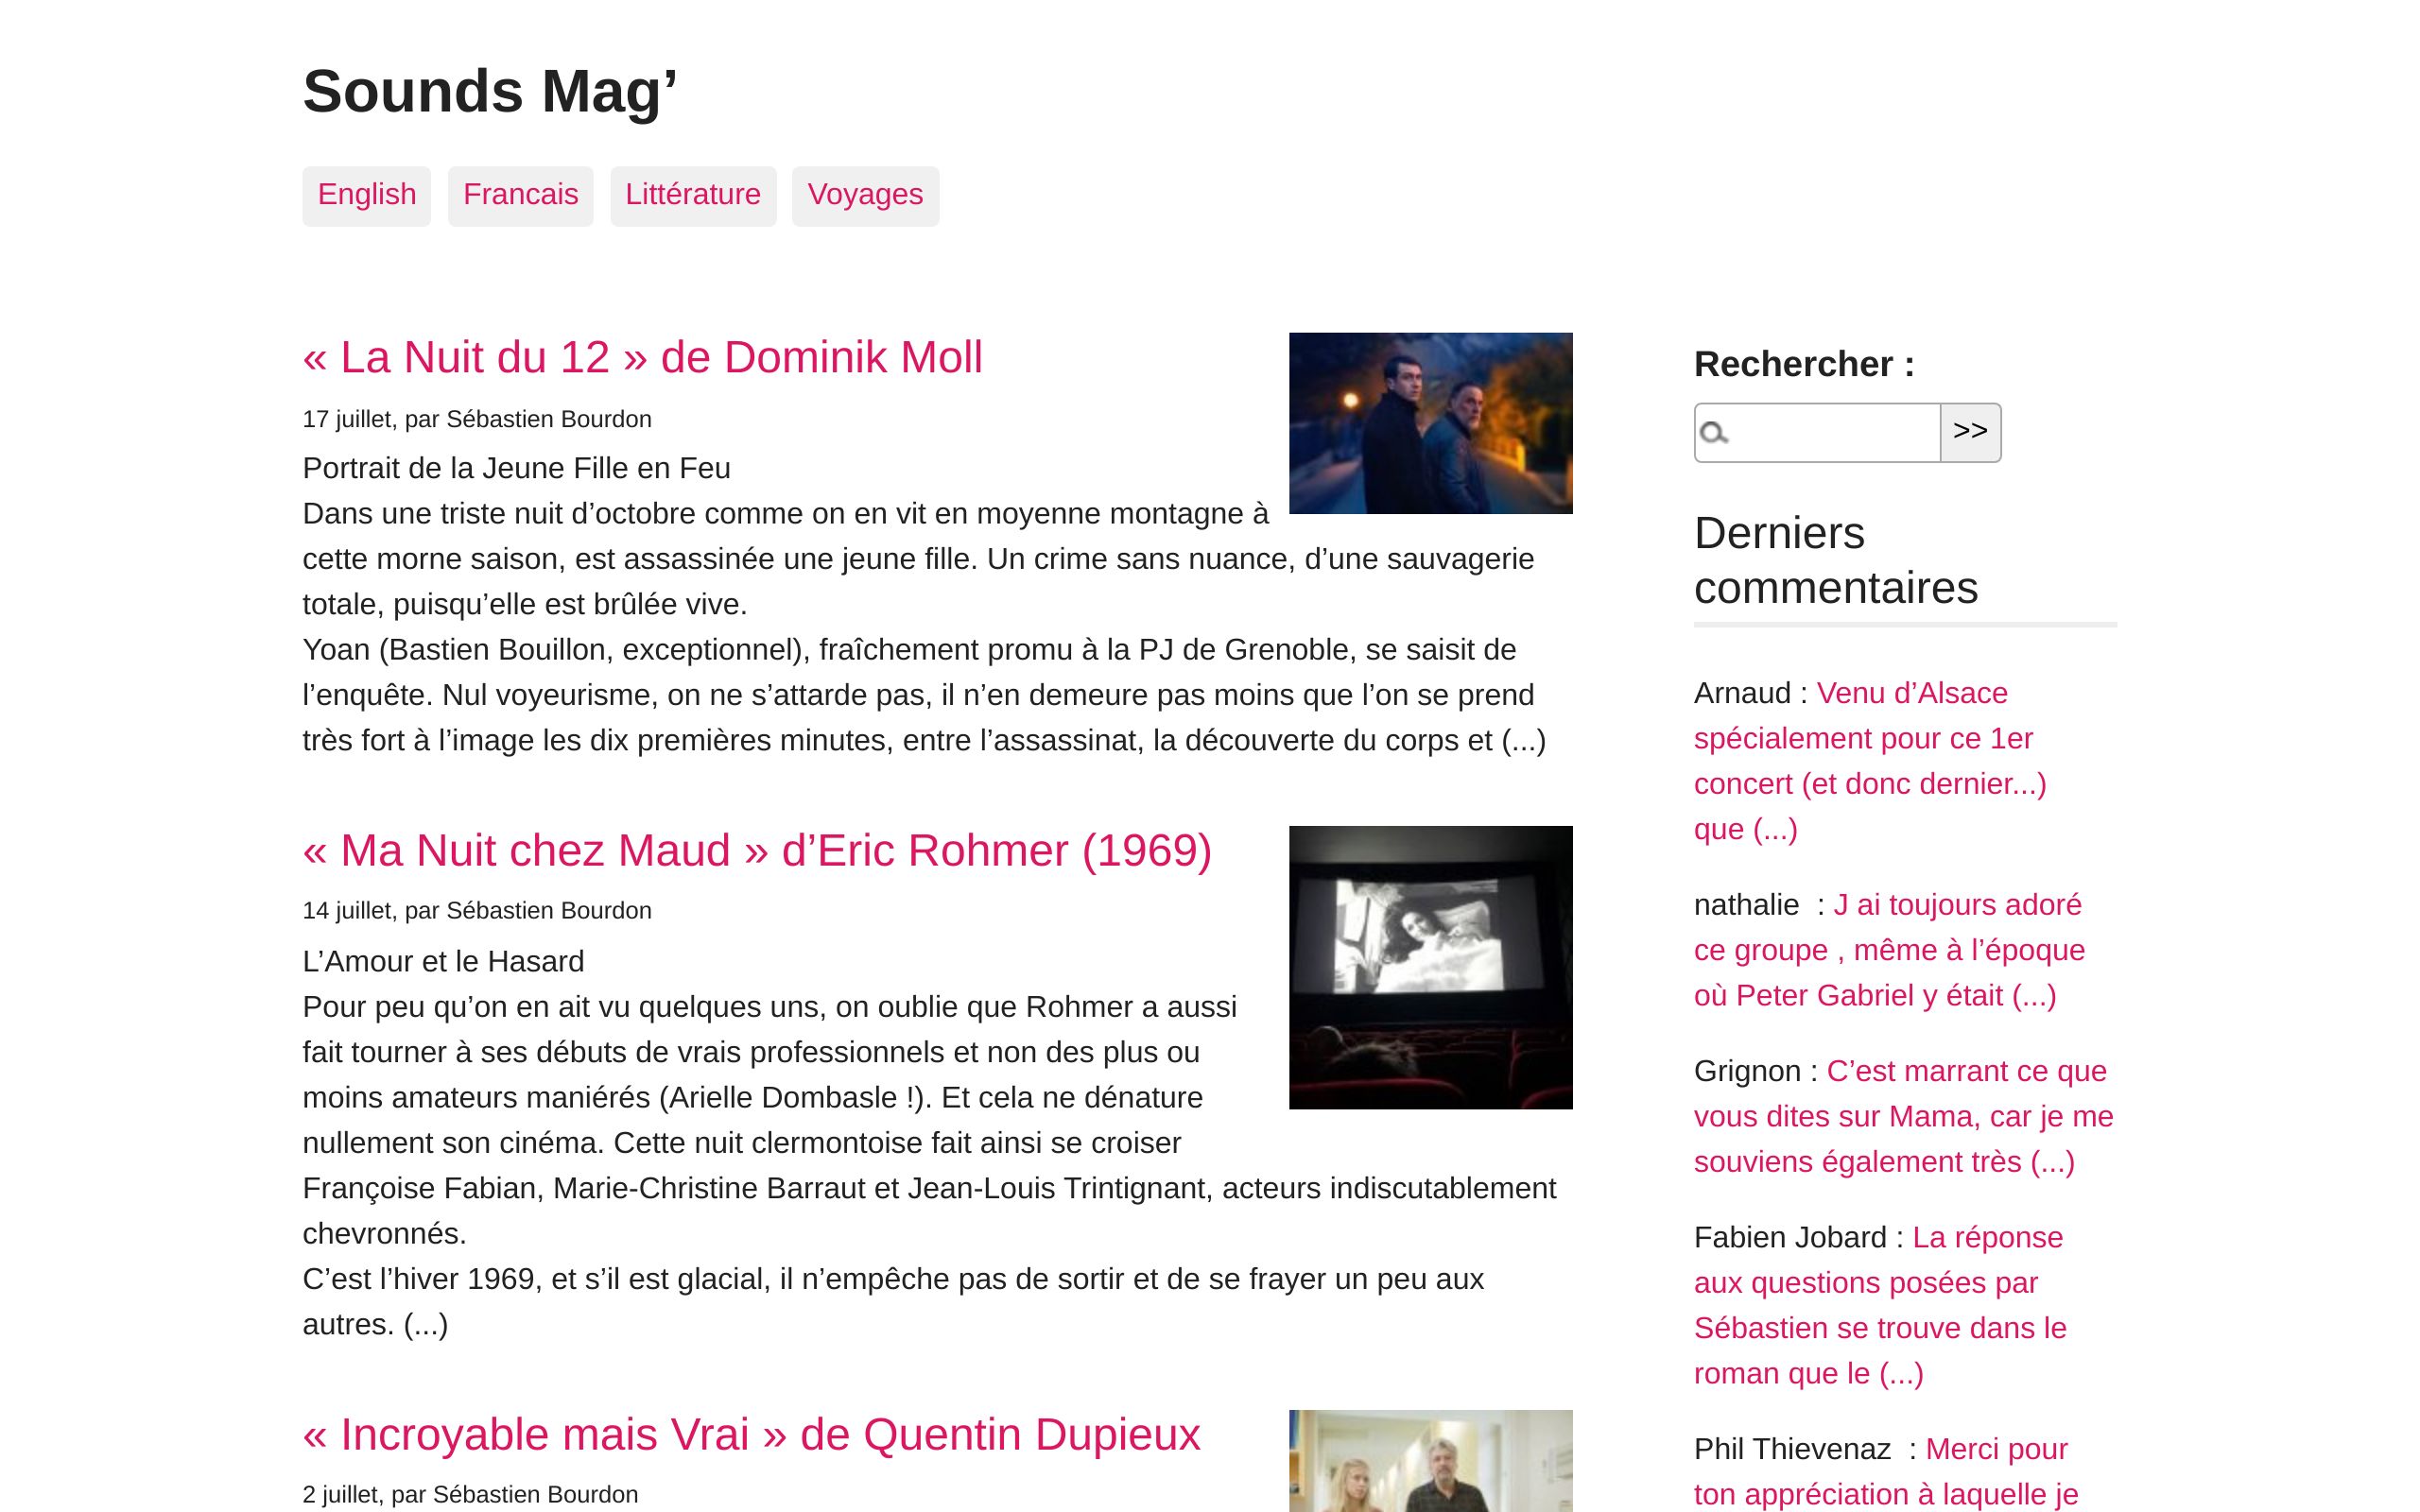 Sounds Mag’
English Francais Littérature Voyages
« La Nuit du 12 » de Dominik Moll
17 juillet, par Sébastien Bourdon
Portrait de la Jeune Fille en Feu
Dans une triste nuit d’octobre comme on en vit en moyenne montagne à
cette morne saison, est assassinée une jeune fille. Un crime sans nuance, d’une sauvagerie
totale, puisqu’elle est brûlée vive.
Yoan (Bastien Bouillon, exceptionnel), fraîchement promu à la PJ de Grenoble, se saisit de
l’enquête. Nul voyeurisme, on ne s’attarde pas, il n’en demeure pas moins que l’on se prend
très fort à l’image les dix premières minutes, entre l’assassinat, la découverte du corps et (...)
« Ma Nuit chez Maud » d’Eric Rohmer (1969)
14 juillet, par Sébastien Bourdon
L’Amour et le Hasard
Pour peu qu’on en ait vu quelques uns, on oublie que Rohmer a aussi
fait tourner à ses débuts de vrais professionnels et non des plus ou
moins amateurs maniérés (Arielle Dombasle !). Et cela ne dénature
nullement son cinéma. Cette nuit clermontoise fait ainsi se croiser
Françoise Fabian, Marie-Christine Barraut et Jean-Louis Trintignant, acteurs indiscutablement
chevronnés.
C’est l’hiver 1969, et s’il est glacial, il n’empêche pas de sortir et de se frayer un peu aux
autres. (...)
« Incroyable mais Vrai » de Quentin Dupieux
2 juillet, par Sébastien Bourdon
Rechercher :
>>
Derniers
commentaires
Arnaud : Venu d’Alsace
spécialement pour ce 1er
concert (et donc dernier...)
que (...)
nathalie  : J ai toujours adoré
ce groupe , même à l’époque
où Peter Gabriel y était (...)
Grignon : C’est marrant ce que
vous dites sur Mama, car je me
souviens également très (...)
Fabien Jobard : La réponse
aux questions posées par
Sébastien se trouve dans le
roman que le (...)
Phil Thievenaz  : Merci pour
ton appréciation à laquelle je